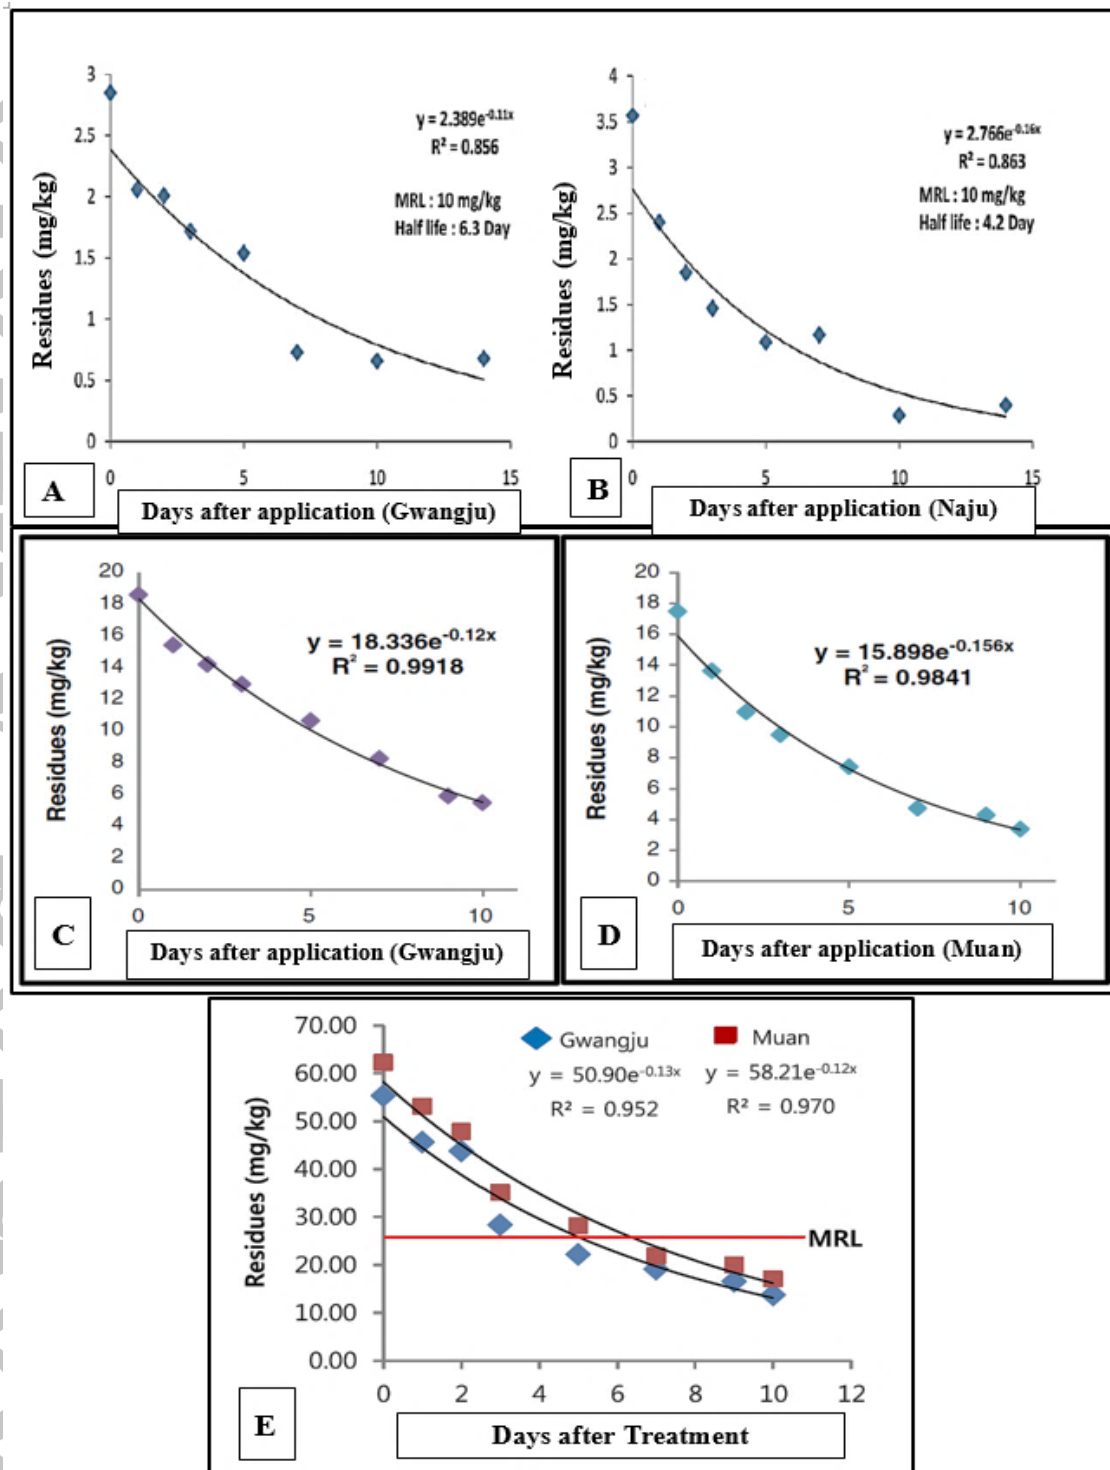 3
2.5
2
1.5
1
0.5
0
0
5
10
15
Residues (mg/kg)
y = 2.389e-0.11x
R² = 0.856
MRL : 10 mg/kg
Half life : 6.3 Day
A
Days after application (Gwangju)
4
3.5
3
2.5
2
1.5
1
0.5
0
0
5
10
15
Residues (mg/kg)
y = 2.766e-0.16x
R² = 0.863
MRL : 10 mg/kg
Half life : 4.2 Day
B
Days after application (Naju)
20
18
16
14
12
10
8
6
4
2
0
0
5
10
Residues (mg/kg)
y = 18.336e-0.12x
R² = 0.9918
C
Days after application (Gwangju)
20
18
16
14
12
10
8
6
4
2
0
0
5
10
Residues (mg/kg)
y = 15.898e-0.156x
R² = 0.9841
D
Days after application (Muan)
70.00
60.00
50.00
40.00
30.00
20.00
10.00
0.00
0 2 4 6 8 10 12
Residues (mg/kg)
Gwangju Muan
y = 50.90e-0.13x y = 58.21e-0.12x
R² = 0.952 R² = 0.970
MRL
E
Days after Treatment